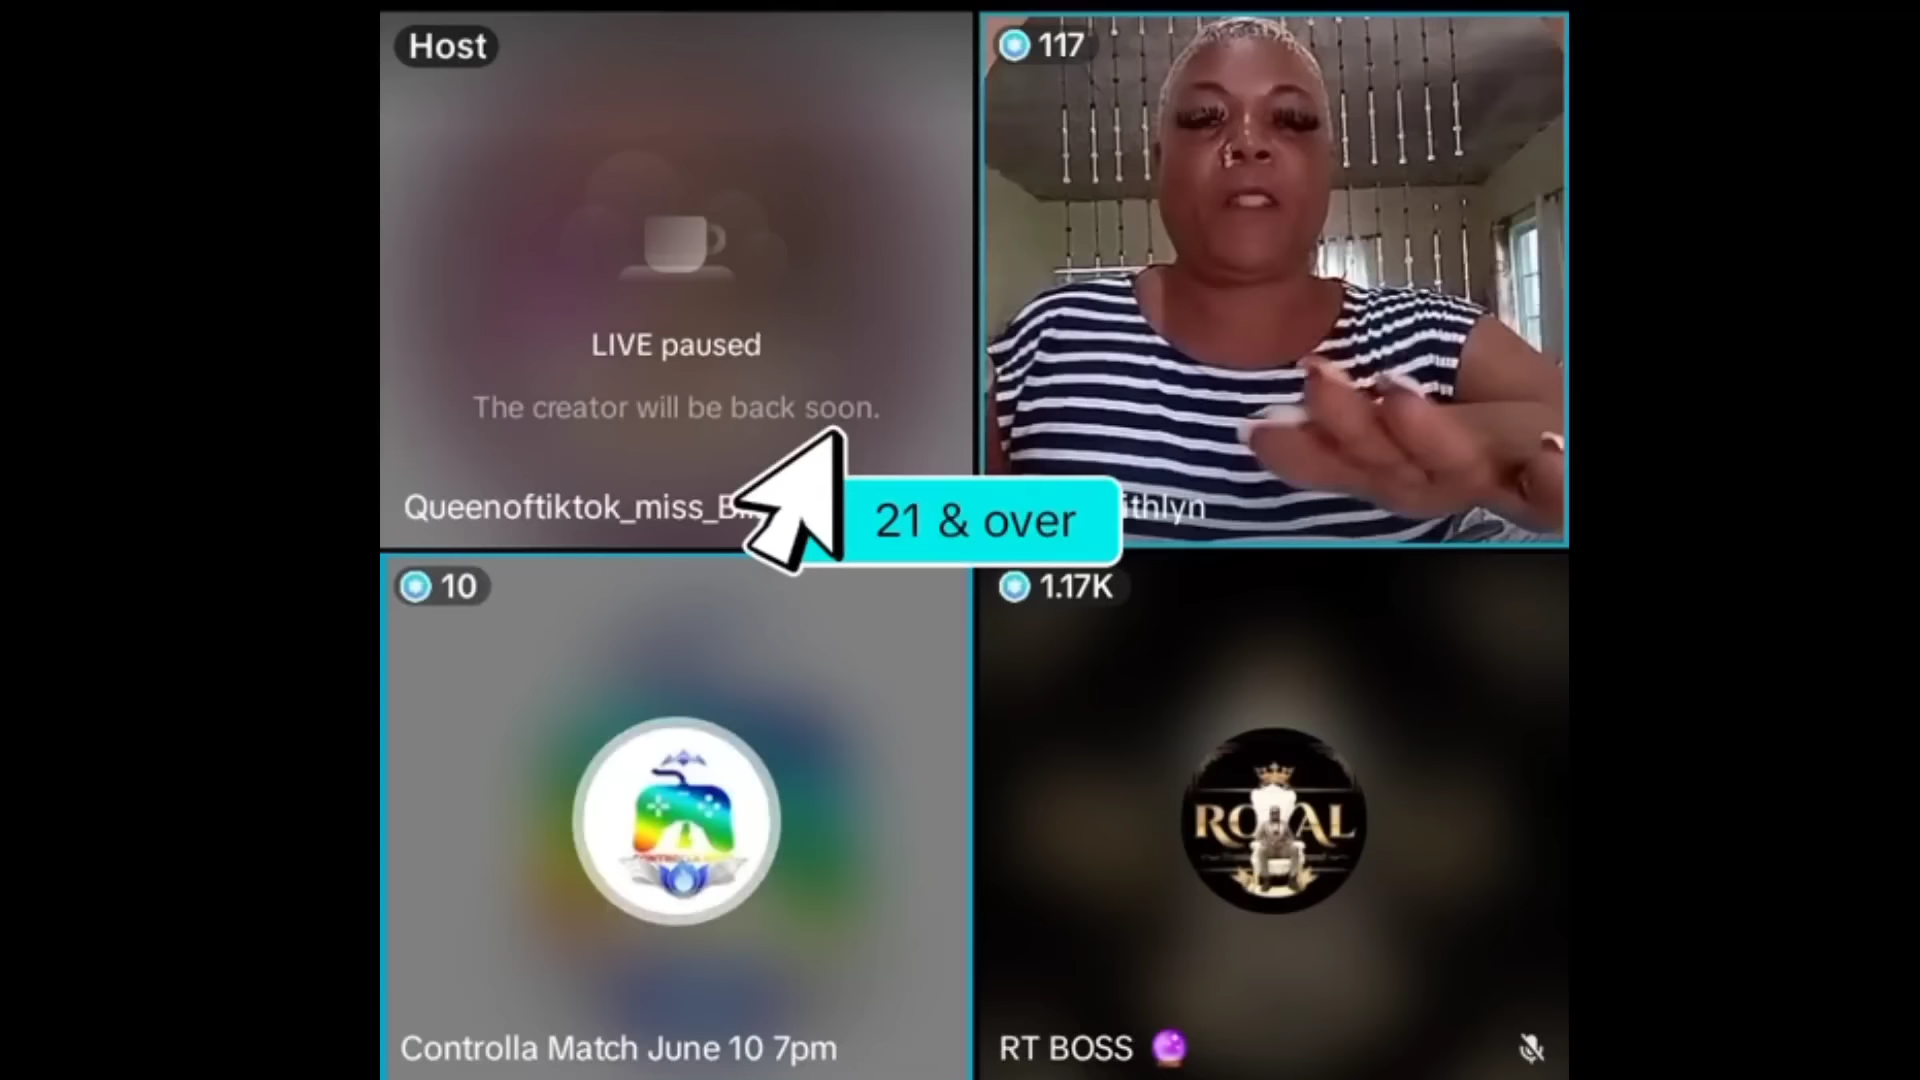 Host
117
LIVE paused
The creator will be back soon.
Queenoftiktok_miss_B
ithlyn
21 & over
10
1.17K
ROYAL
Controlla Match June 10 7pm
RT BOSS